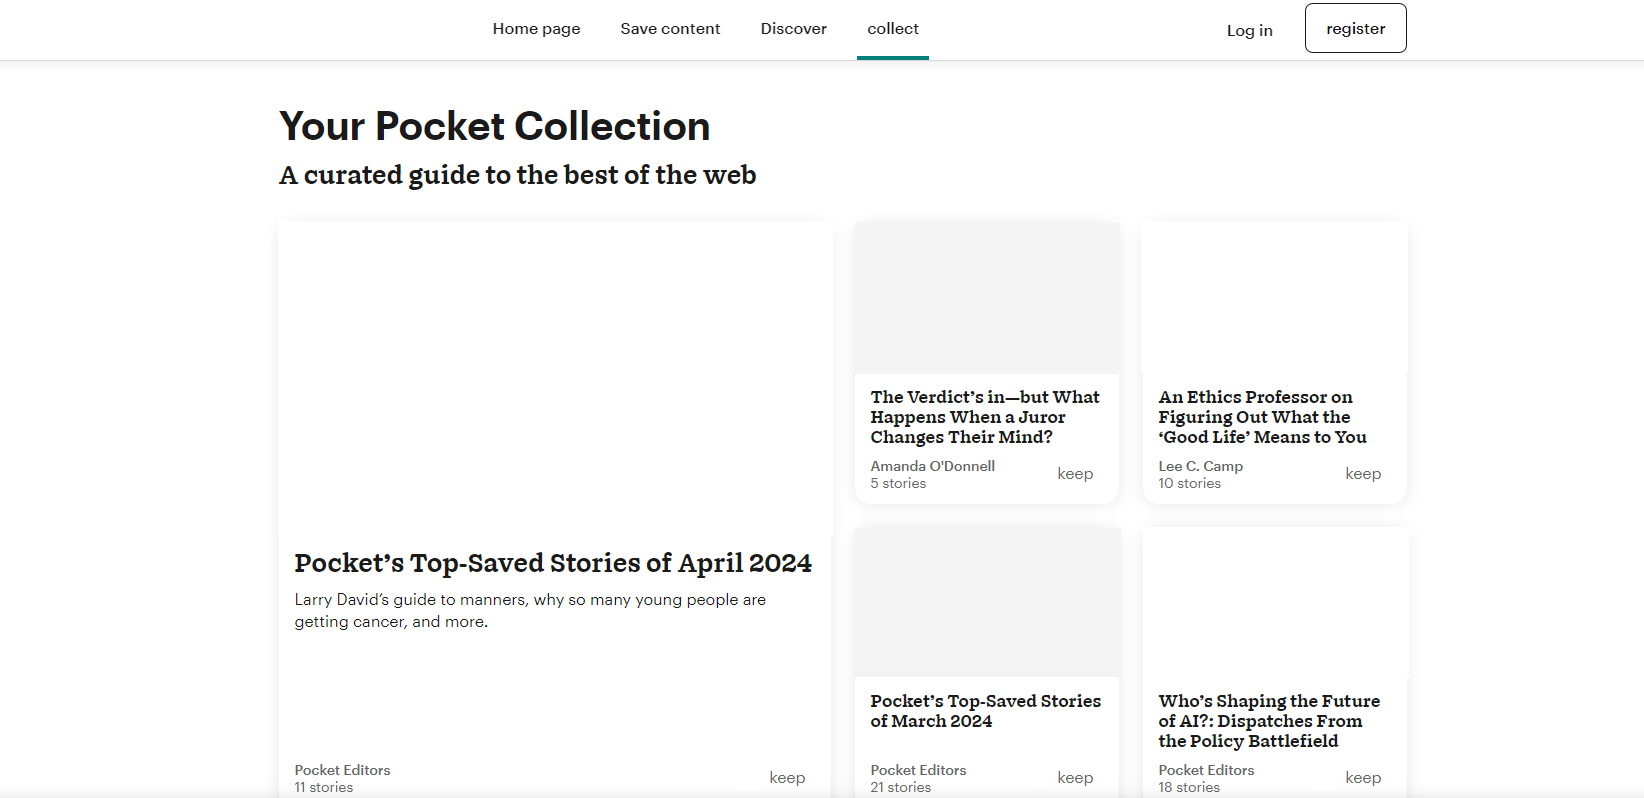 Home page Save content Discover collect Log in register
Your Pocket Collection
A curated guide to the best of the web
Pocket’s Top-Saved Stories of April 2024
Larry David’s guide to manners, why so many young people are
getting cancer, and more.
Pocket Editors
11 stories
keep
The Verdict’s in—but What
Happens When a Juror
Changes Their Mind?
Amanda O'Donnell
5 stories
keep
An Ethics Professor on
Figuring Out What the
‘Good Life’ Means to You
Lee C. Camp
10 stories
keep
Pocket’s Top-Saved Stories
of March 2024
Pocket Editors
21 stories
keep
Who’s Shaping the Future
of AI?: Dispatches From
the Policy Battlefield
Pocket Editors
18 stories
keep